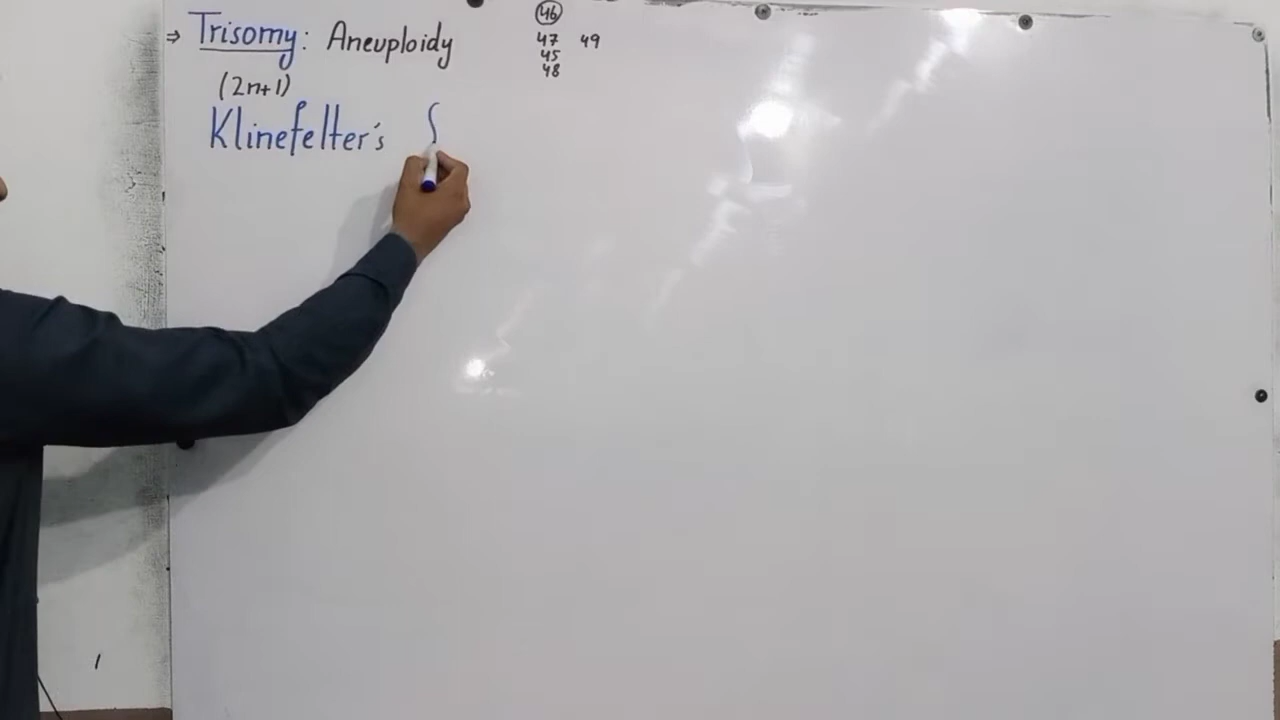 ⇒ Trisomy: Aneuploidy
(2n+1)
Klinefelter's S
46
47 49
45
48